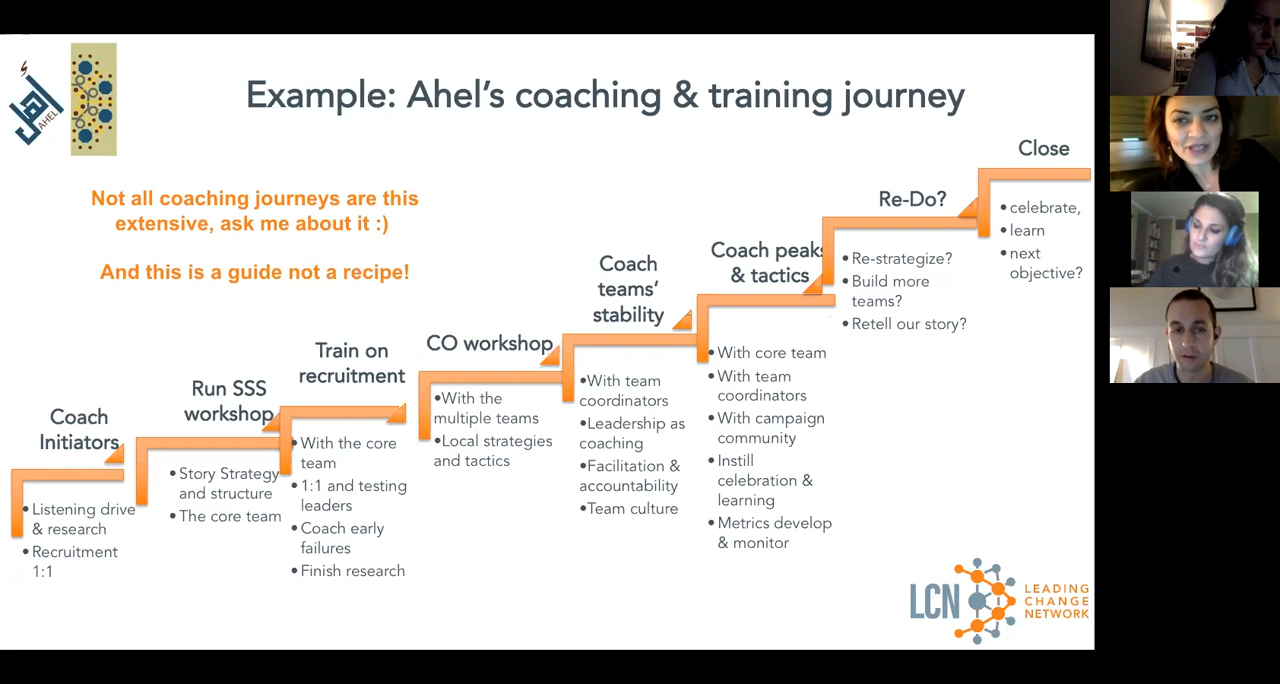 Example: Ahel's coaching & training journey
AHEL
Not all coaching journeys are this
extensive, ask me about it :)
And this is a guide not a recipe!
Coach
Initiators
•Listening drive
& research
•Recruitment
1:1
Run SSS
workshop
•Story Strategy
and structure
•The core team
Train on
recruitment
•With the core
team
•1:1 and testing
leaders
•Coach early
failures
•Finish research
CO workshop
•With the
multiple teams
•Local strategies
and tactics
Coach
teams'
stability
•With team
coordinators
•Leadership as
coaching
•Facilitation &
accountability
•Team culture
Coach peaks
& tactics
•With core team
•With team
coordinators
•With campaign
community
•Instill
celebration &
learning
•Metrics develop
& monitor
Re-Do?
•Re-strategize?
•Build more
teams?
•Retell our story?
Close
•celebrate,
•learn
•next
objective?
LCN
LEADING
CHANGE
NETWORK